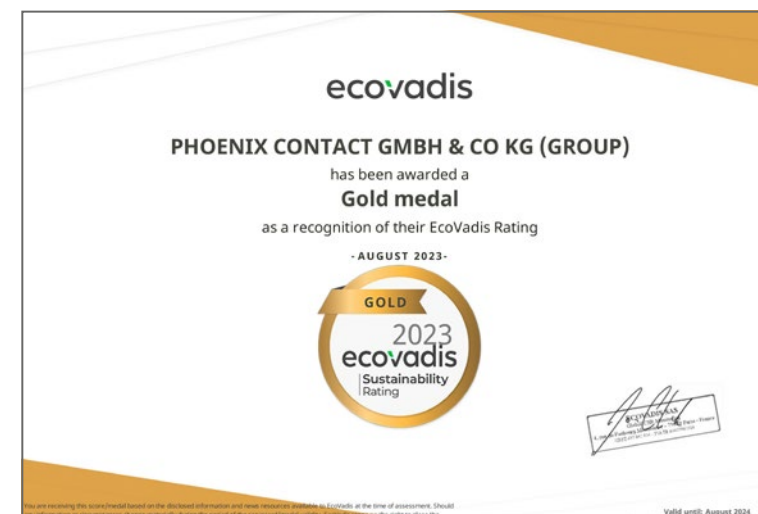 ecovadis
PHOENIX CONTACT GMBH & CO KG (GROUP)
has been awarded a
Gold medal
as a recognition of their EcoVadis Rating
- AUGUST 2023-
GOLD
2023
ecovadis
Sustainability
Rating
ECOVADIS SAS
You are receiving this score/medal based on the disclosed information and news resources available to EcoVadis at the time of assessment. Should
Valid until: August 2024